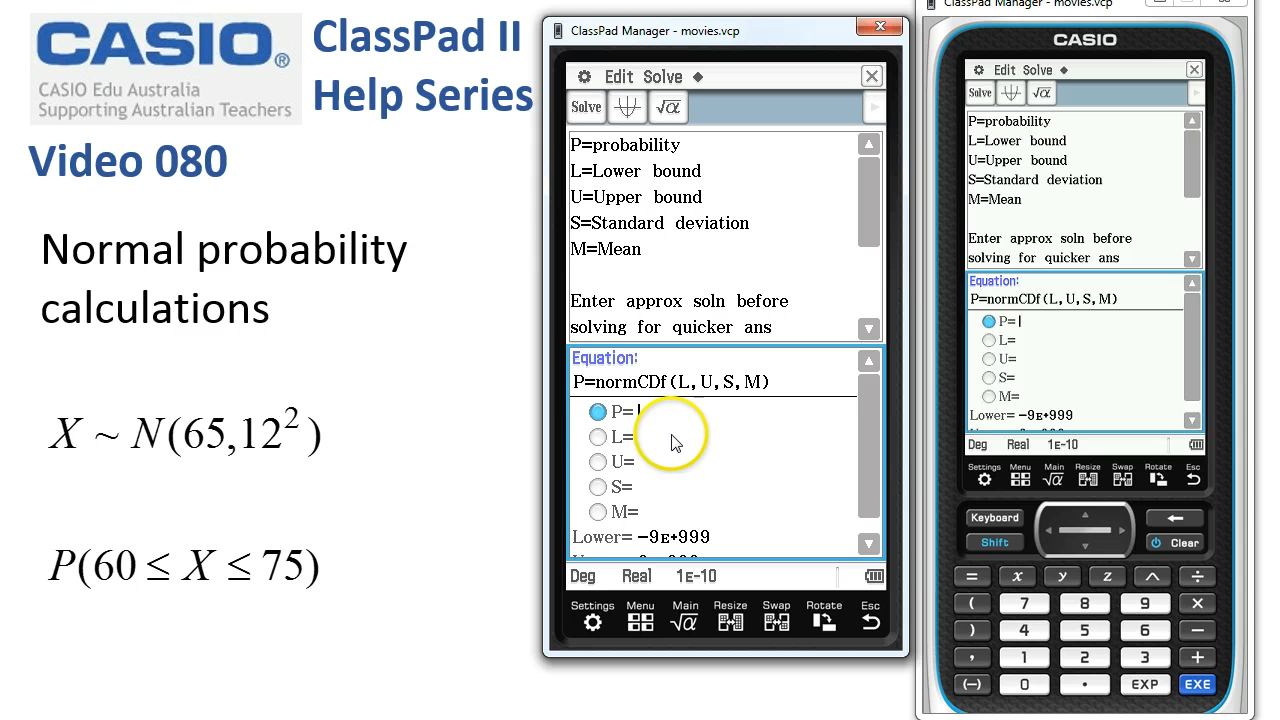 CASIO®
CASIO Edu Australia
Supporting Australian Teachers
ClassPad II
Help Series
Video 080
Normal probability
calculations
X ~ N(65,12²)
P(60 ≤ X ≤ 75)
ClassPad Manager - movies.vcp
Edit Solve
Solve
√α
P=probability
L=Lower bound
U=Upper bound
S=Standard deviation
M=Mean
Enter approx soln before
solving for quicker ans
Equation:
P=normCDf(L,U,S,M)
P=
L=
U=
S=
M=
Lower= -9E+999
Deg Real 1E-10
Settings Menu Main Resize Swap Rotate Esc
√α
ClassPad Manager - movies.vcp
CASIO
Edit Solve
Solve
√α
P=probability
L=Lower bound
U=Upper bound
S=Standard deviation
M=Mean
Enter approx soln before
solving for quicker ans
Equation:
P=normCDf(L,U,S,M)
P=
L=
U=
S=
M=
Lower= -9E+999
Deg Real 1E-10
Settings Menu Main Resize Swap Rotate Esc
√α
Keyboard
Shift Clear
= x y z ^ ÷
( 7 8 9 ×
) 4 5 6 −
, 1 2 3 +
(−) 0 • EXP EXE